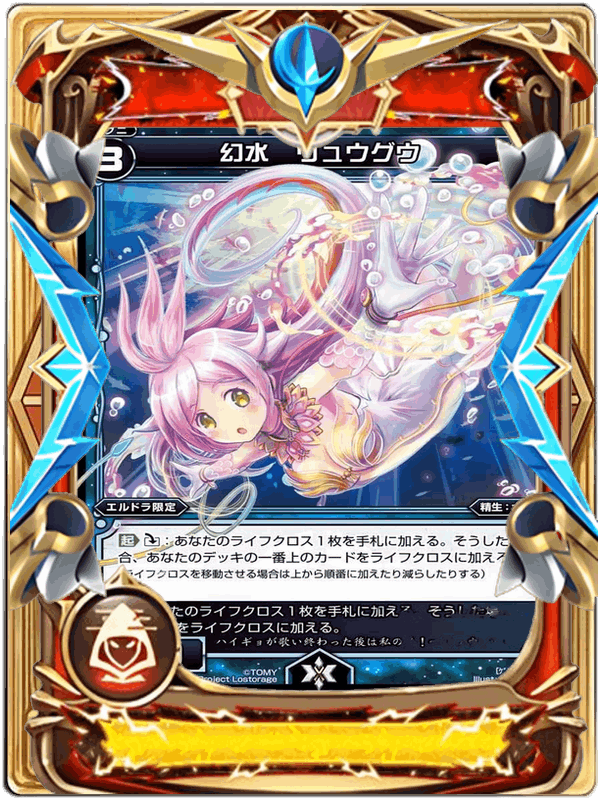 3
幻水 リュウグウ
エルドラ限定
精生:
起 : あなたのライフクロス1枚を手札に加える。そうした
合、あなたのデッキの一番上のカードをライフクロスに加える
ライフクロスを移動させる場合は上から順番に加えたり減らしたりする)
たのライフクロス1枚を手札に加え そうした
をライフクロスに加える。
ハイギョが歌い終わった後は私の
©TOMY
Project Lostorage
Illust